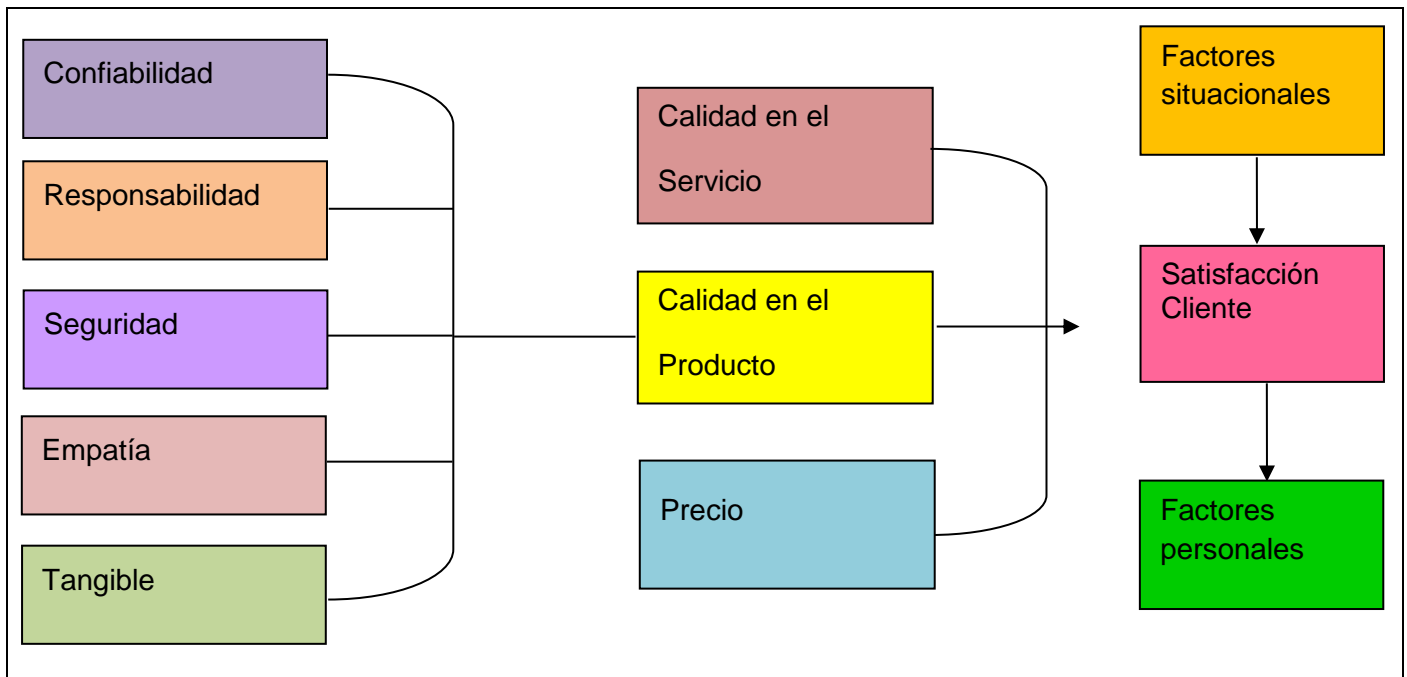 Confiabilidad
Responsabilidad
Seguridad
Empatía
Tangible
Calidad en el
Servicio
Calidad en el
Producto
Precio
Factores
situacionales
Satisfacción
Cliente
Factores
personales